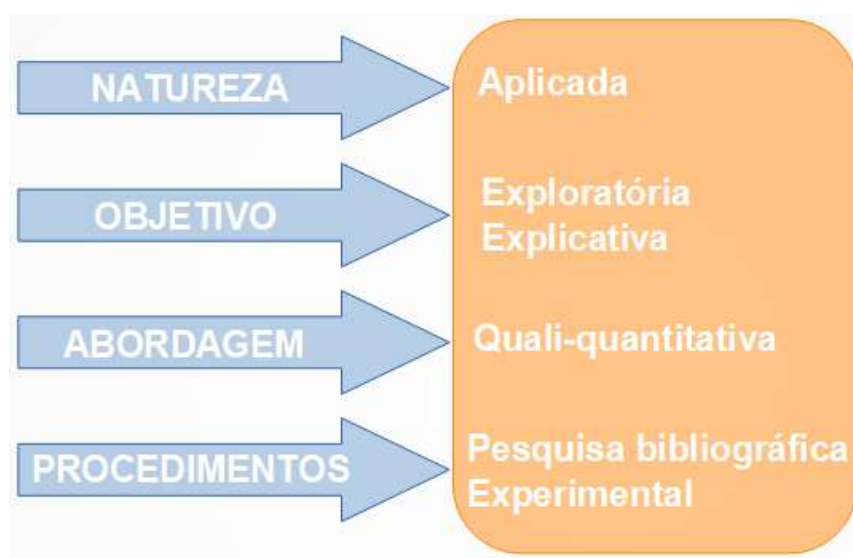 NATUREZA
Aplicada
OBJETIVO
Exploratória
Explicativa
ABORDAGEM
Quali-quantitativa
PROCEDIMENTOS
Pesquisa bibliográfica
Experimental